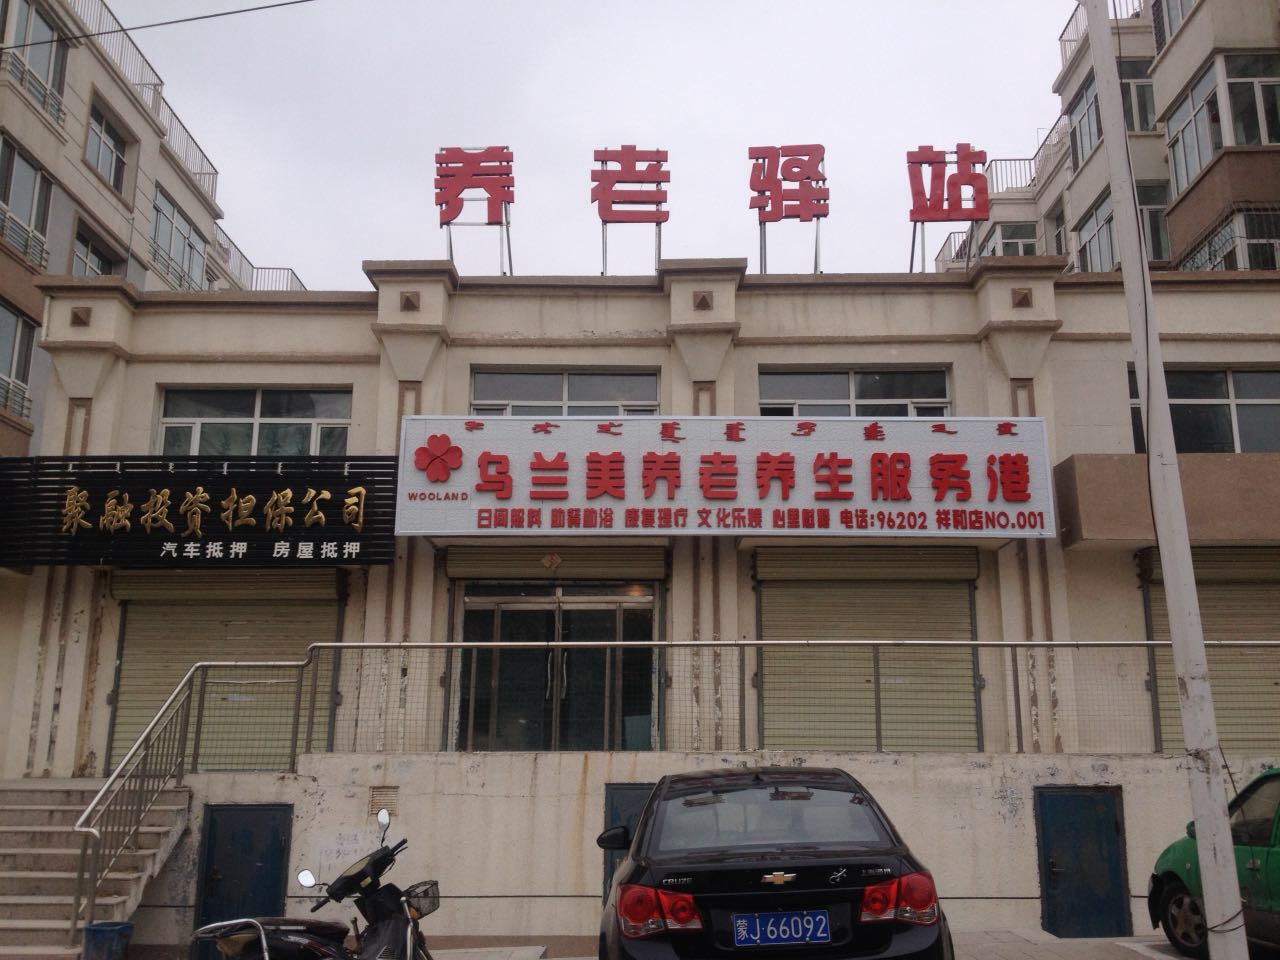 养老驿站
WOOLAND
乌兰美养老养生服务港
日间照料 助餐助浴 康复理疗 文化乐娱 心里慰藉 电话:96202 祥和店NO.001
聚融投资担保公司
汽车抵押 房屋抵押
CRUZE
蒙J·66092